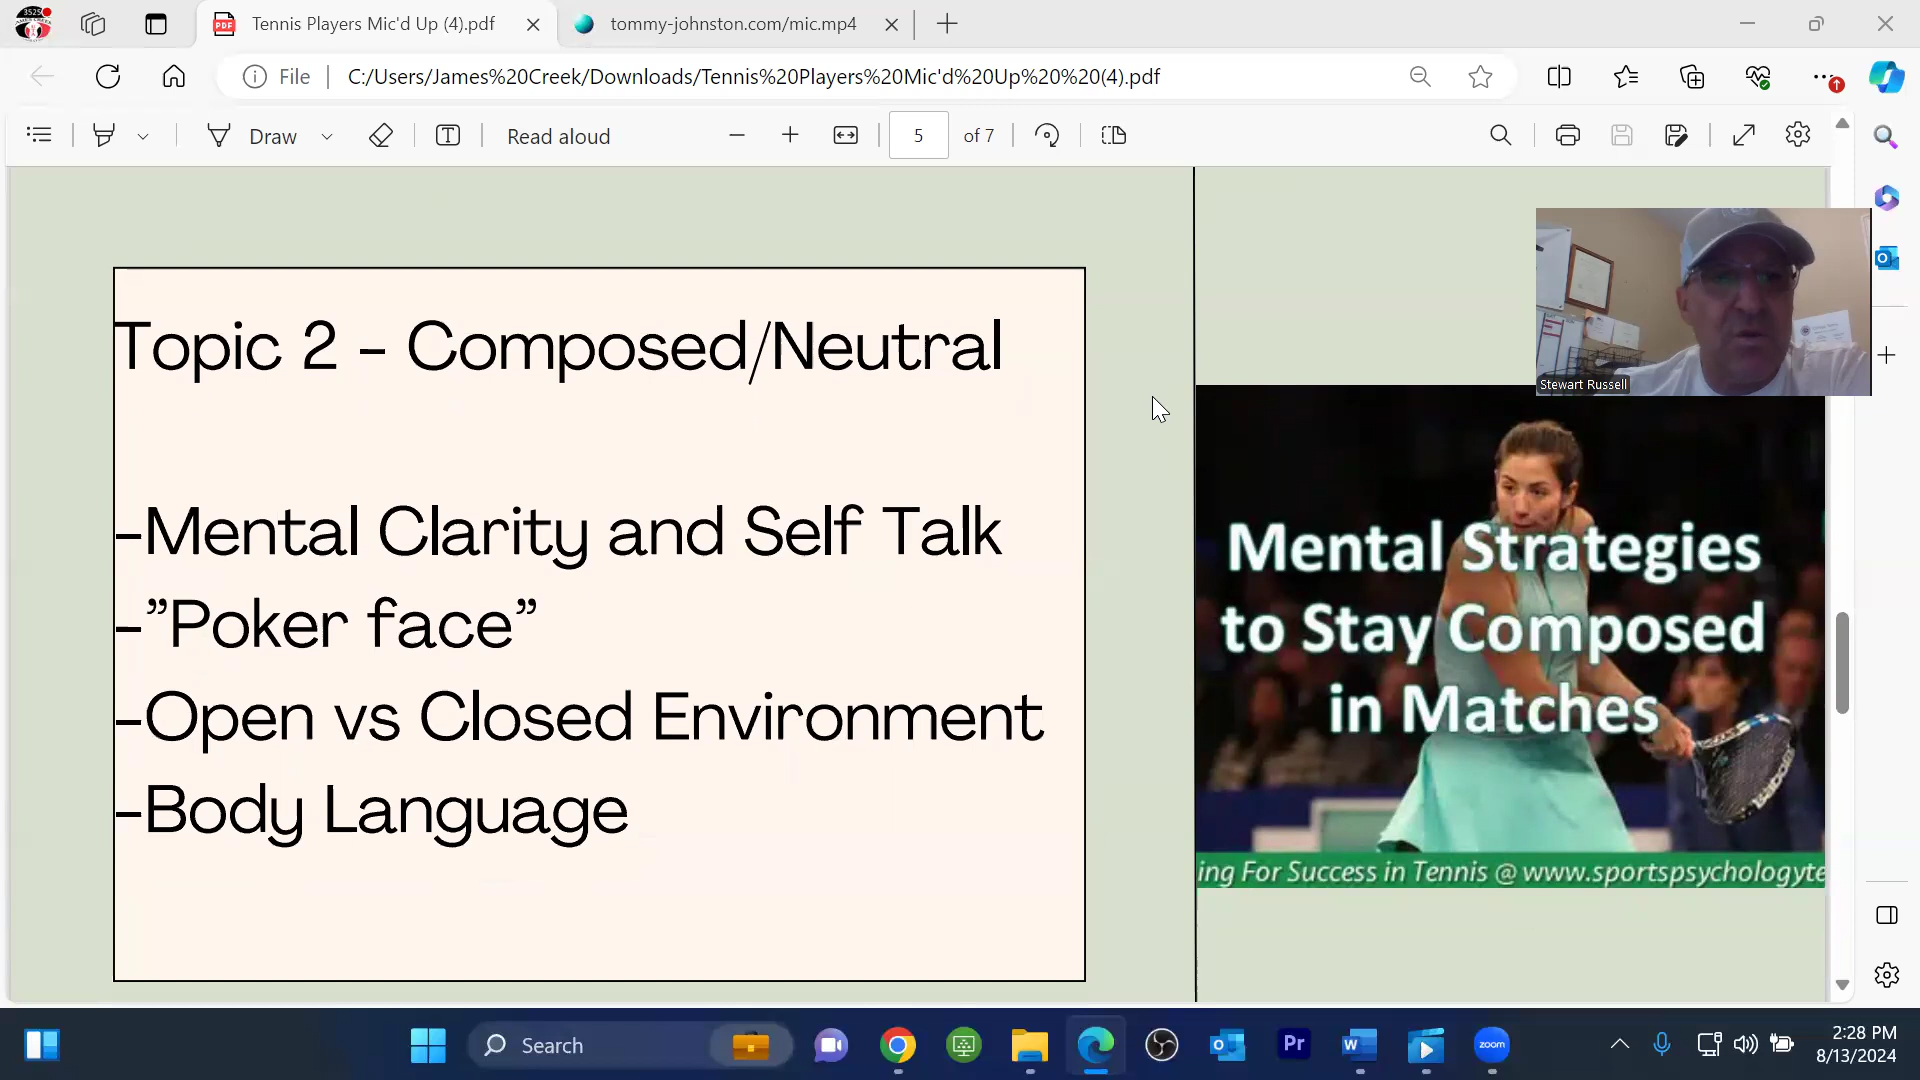 3525
Tennis Players Mic'd Up (4).pdf
tommy-johnston.com/mic.mp4
File
C:/Users/James%20Creek/Downloads/Tennis%20Players%20Mic'd%20Up%20%20(4).pdf
Draw
Read aloud
5
of 7
Topic 2 - Composed/Neutral
-Mental Clarity and Self Talk
-”Poker face”
-Open vs Closed Environment
-Body Language
Stewart Russell
Mental Strategies
to Stay Composed
in Matches
ing For Success in Tennis @ www.sportspsychologyte
Search
Pr
W
zoom
2:28 PM
8/13/2024